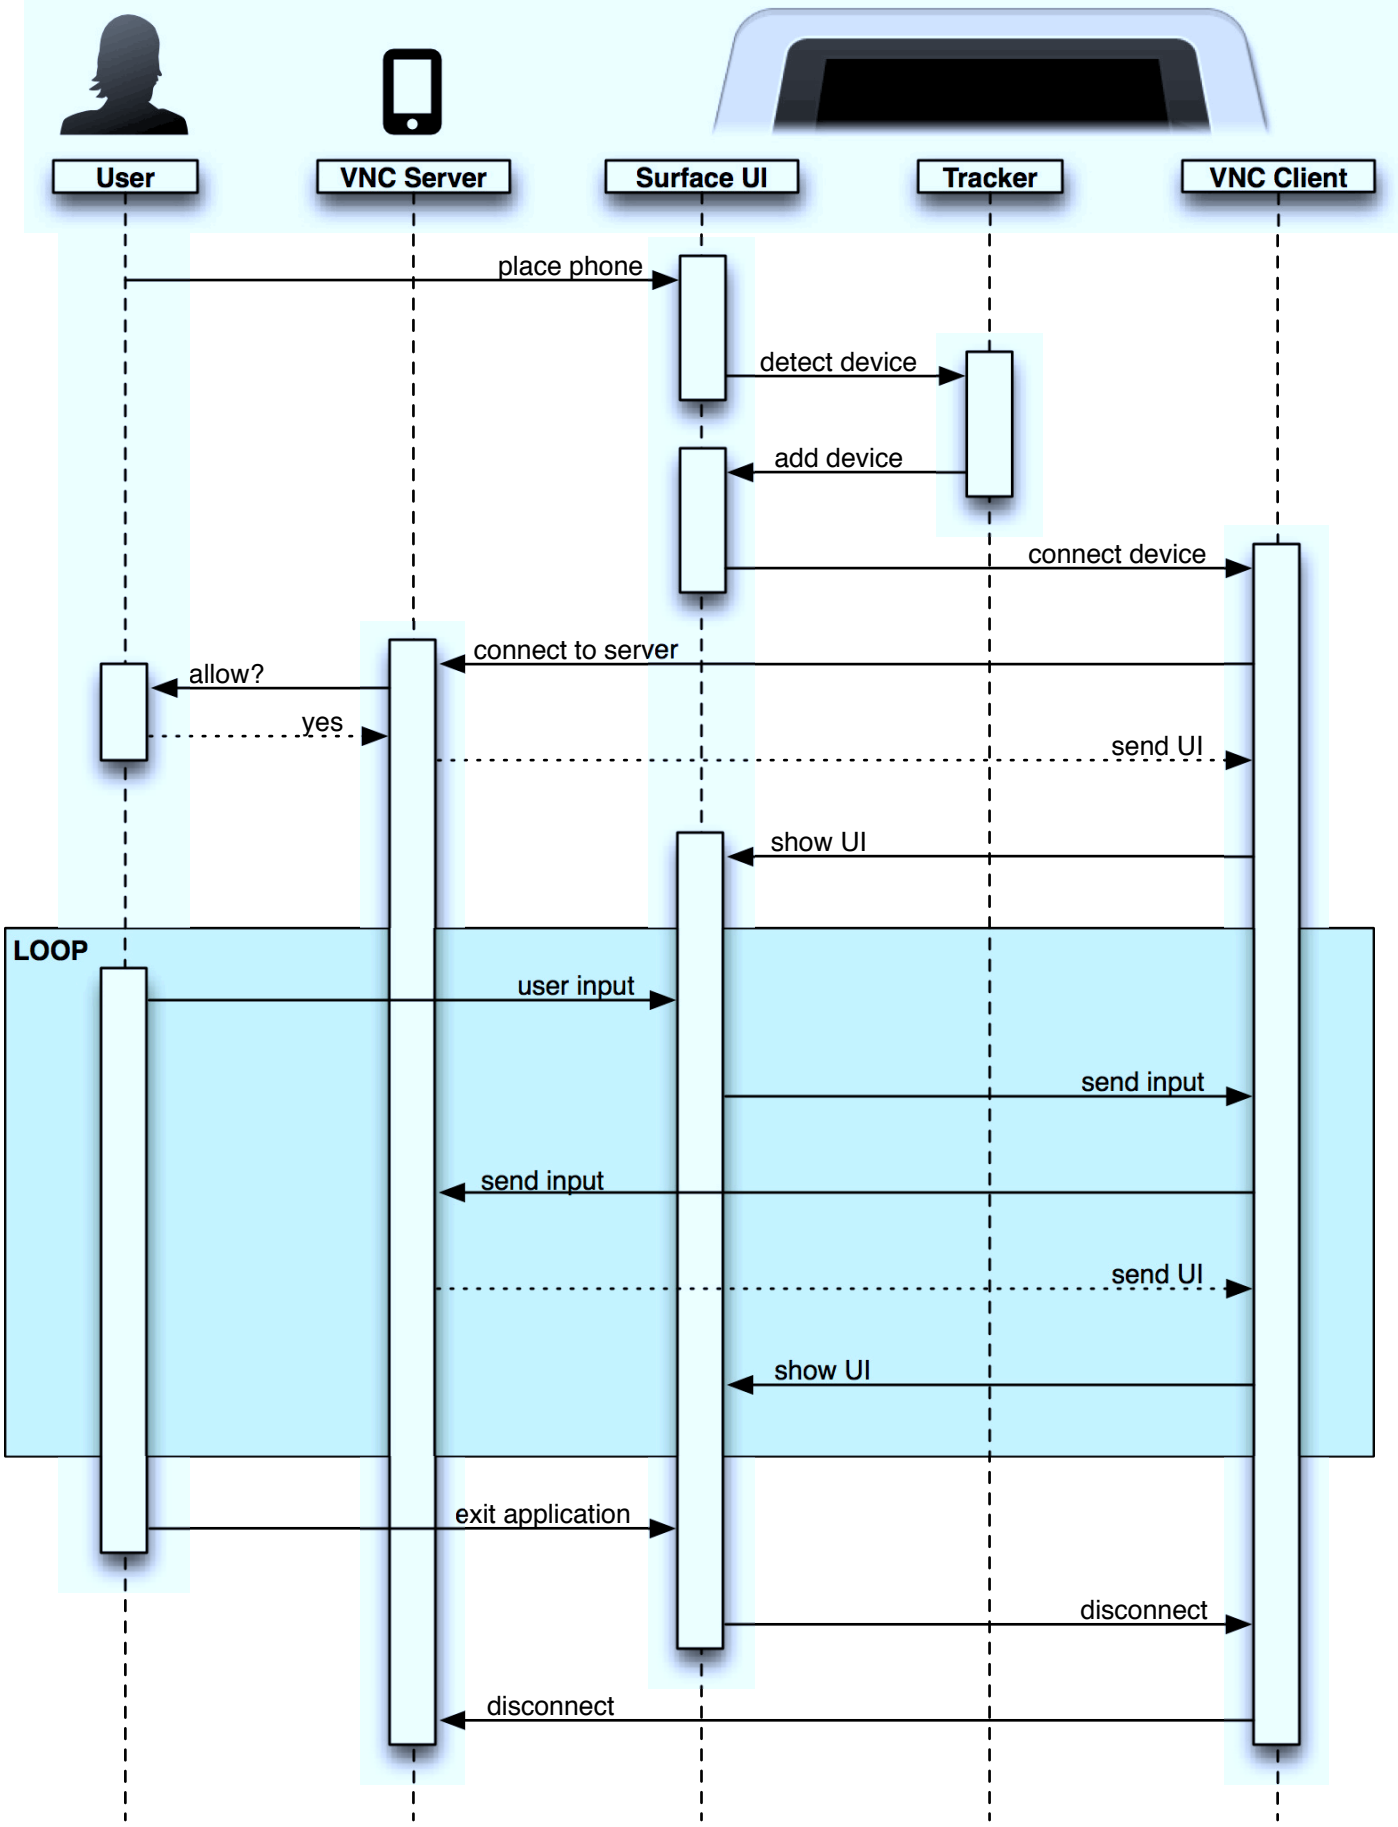 User
VNC Server
Surface UI
Tracker
VNC Client
place phone
detect device
add device
connect device
connect to server
allow?
yes
send UI
show UI
LOOP
user input
send input
send input
send UI
show UI
exit application
disconnect
disconnect